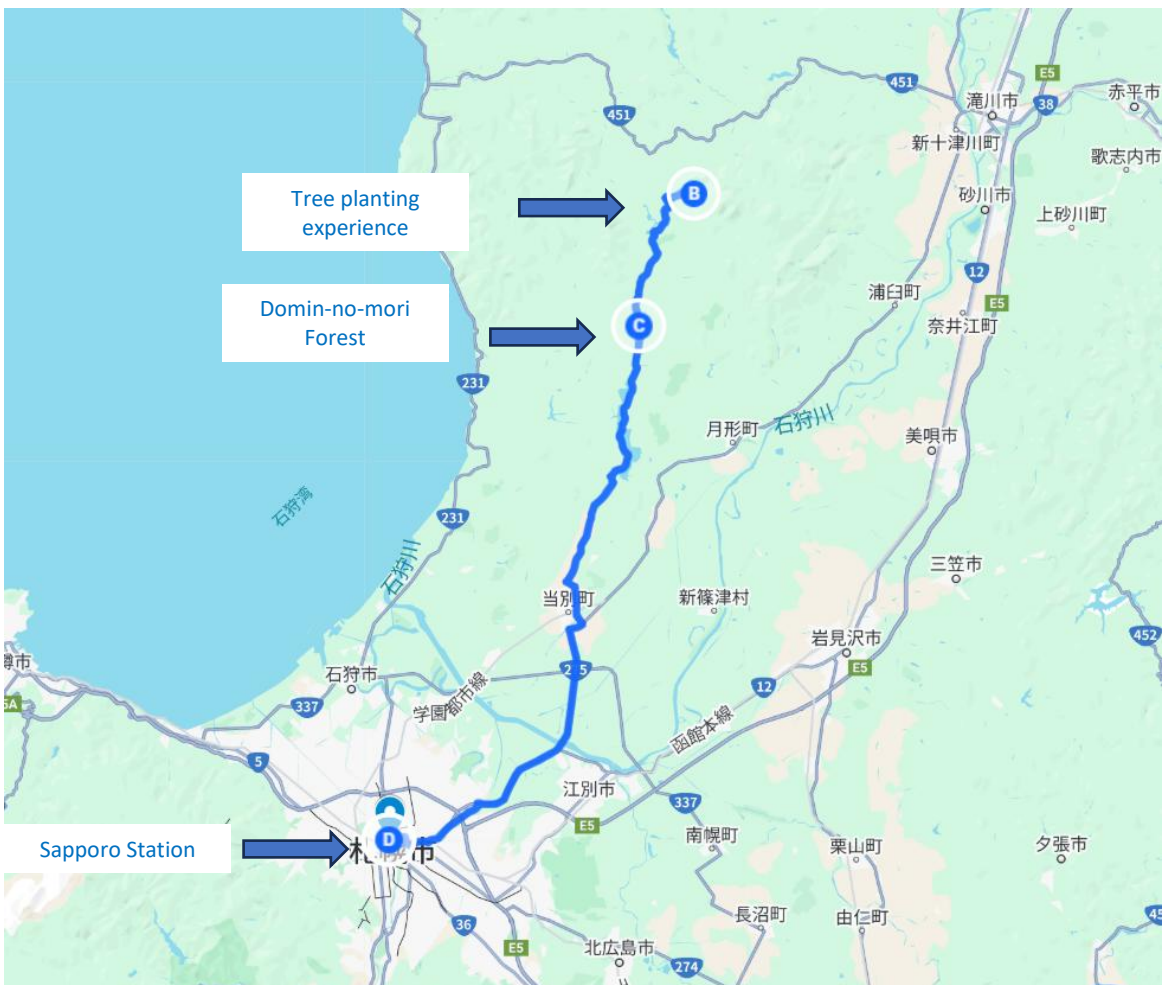 451
451
E5
38
滝川市
赤平市
新十津川町
歌志内市
Tree planting
experience
B
砂川市
上砂川町
12
Domin-no-mori
Forest
C
浦臼町
奈井江町
E5
231
月形町
石狩川
美唄市
石狩湾
231
石狩川
三笠市
当別町
新篠津村
岩見沢市
452
樽市
石狩市
E5
5A
337
学園都市線
12
函館本線
5
江別市
337
E5
Sapporo Station
D
南幌町
栗山町
夕張市
36
長沼町
由仁町
E5
北広島市
274